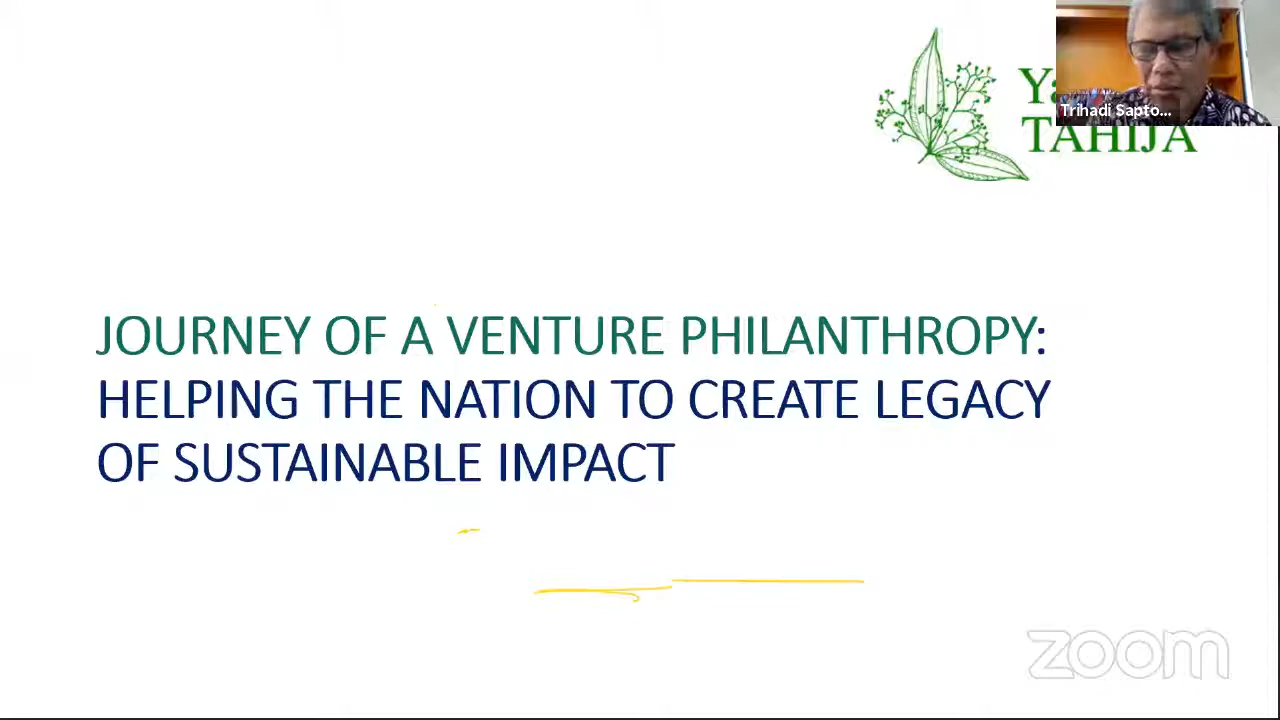 TAHIJA
Trihadi Sapto...
JOURNEY OF A VENTURE PHILANTHROPY:
HELPING THE NATION TO CREATE LEGACY
OF SUSTAINABLE IMPACT
zoom